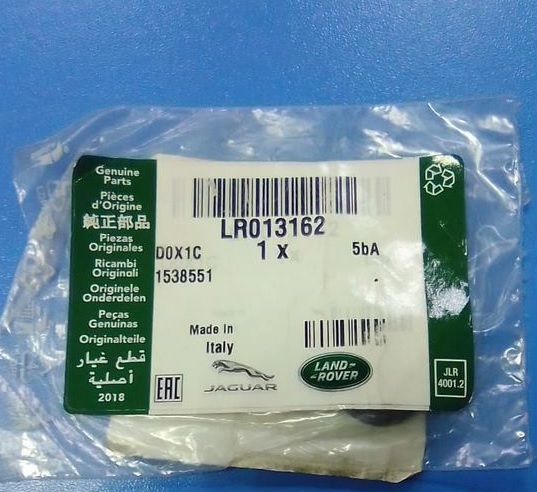 Genuine
Parts
Pièces
d'Origine
純正部品
Piezas
Originales
Ricambi
Originali
Originele
Onderdelen
Peças
Genuinas
Originalteile
قطع غيار
أصلية
2018
LR013162
1 x
5bA
D0X1C
1538551
Made in
Italy
EAC
JAGUAR
LAND-
-ROVER
JLR
4001.2